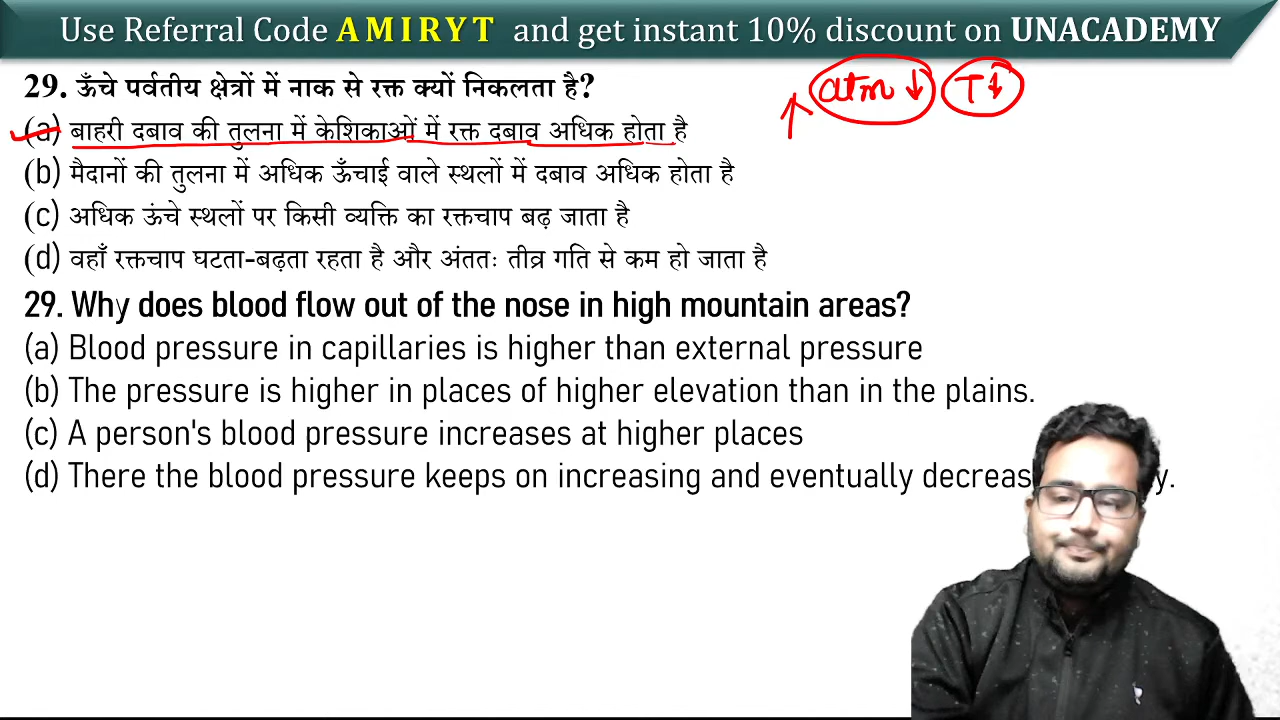 Use Referral Code A M I R Y T and get instant 10% discount on UNACADEMY
29. ऊँचे पर्वतीय क्षेत्रों में नाक से रक्त क्यों निकलता है?
atm ↓ T↓
(a) बाहरी दबाव की तुलना में केशिकाओं में रक्त दबाव अधिक होता है
(b) मैदानों की तुलना में अधिक ऊँचाई वाले स्थलों में दबाव अधिक होता है
(c) अधिक ऊंचे स्थलों पर किसी व्यक्ति का रक्तचाप बढ़ जाता है
(d) वहाँ रक्तचाप घटता-बढ़ता रहता है और अंततः तीव्र गति से कम हो जाता है
29. Why does blood flow out of the nose in high mountain areas?
(a) Blood pressure in capillaries is higher than external pressure
(b) The pressure is higher in places of higher elevation than in the plains.
(c) A person's blood pressure increases at higher places
(d) There the blood pressure keeps on increasing and eventually